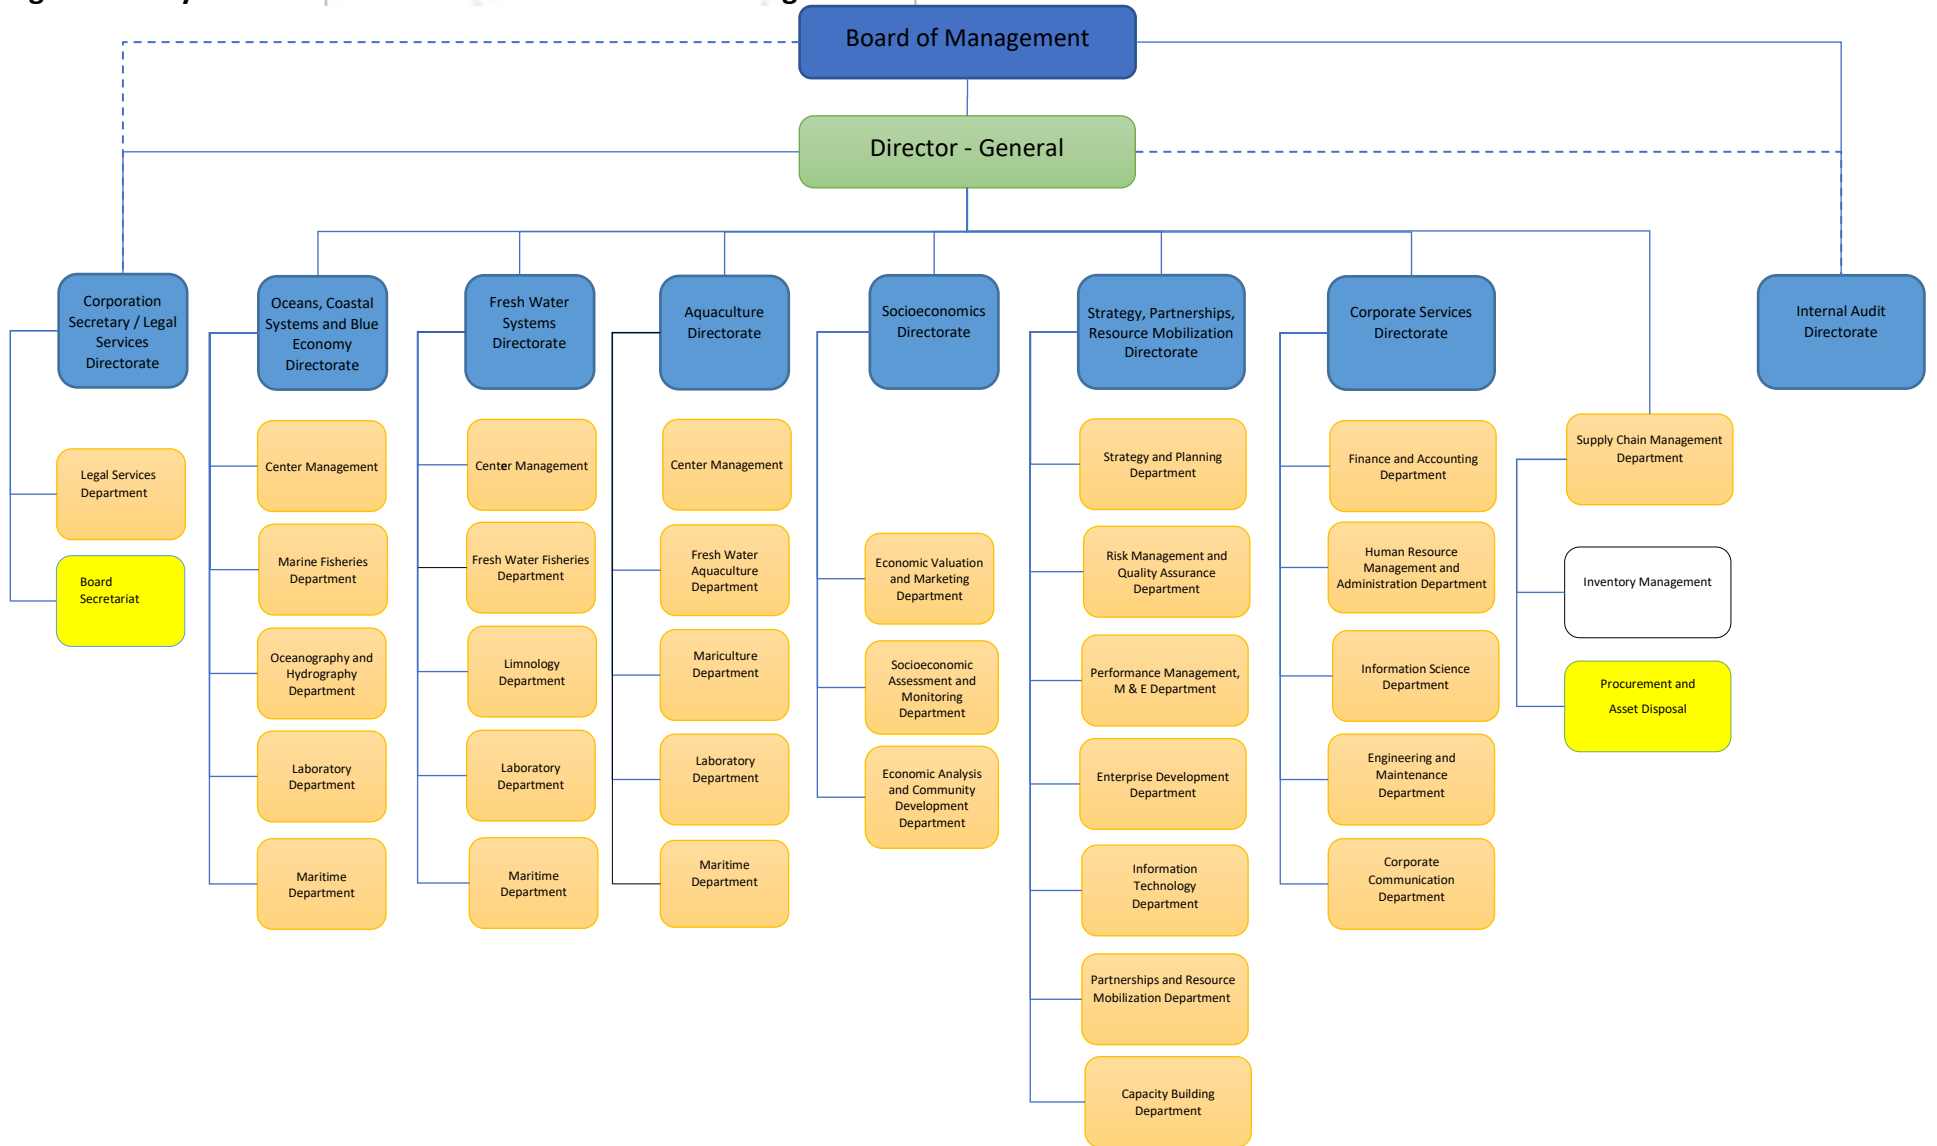 Board of Management
Director - General
Corporation
Secretary / Legal
Services
Directorate
Oceans, Coastal
Systems and Blue
Economy
Directorate
Fresh Water
Systems
Directorate
Aquaculture
Directorate
Socioeconomics
Directorate
Strategy, Partnerships,
Resource Mobilization
Directorate
Corporate Services
Directorate
Internal Audit
Directorate
Legal Services
Department
Board
Secretariat
Center Management
Marine Fisheries
Department
Oceanography and
Hydrography
Department
Laboratory
Department
Maritime
Department
Center Management
Fresh Water Fisheries
Department
Limnology
Department
Laboratory
Department
Maritime
Department
Center Management
Fresh Water
Aquaculture
Department
Mariculture
Department
Laboratory
Department
Maritime
Department
Economic Valuation
and Marketing
Department
Socioeconomic
Assessment and
Monitoring
Department
Economic Analysis
and Community
Development
Department
Strategy and Planning
Department
Risk Management and
Quality Assurance
Department
Performance Management,
M & E Department
Enterprise Development
Department
Information
Technology
Department
Partnerships and Resource
Mobilization Department
Capacity Building
Department
Finance and Accounting
Department
Human Resource
Management and
Administration Department
Information Science
Department
Engineering and
Maintenance
Department
Corporate
Communication
Department
Supply Chain Management
Department
Inventory Management
Procurement and
Asset Disposal